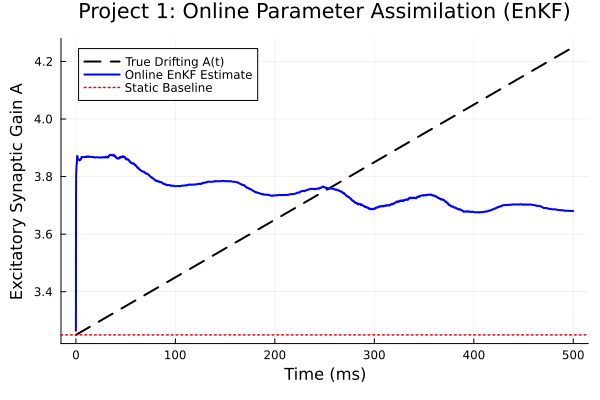 Project 1: Online Parameter Assimilation (EnKF)
True Drifting A(t)
Online EnKF Estimate
Static Baseline
Excitatory Synaptic Gain A
4.2
4.0
3.8
3.6
3.4
0 100 200 300 400 500
Time (ms)